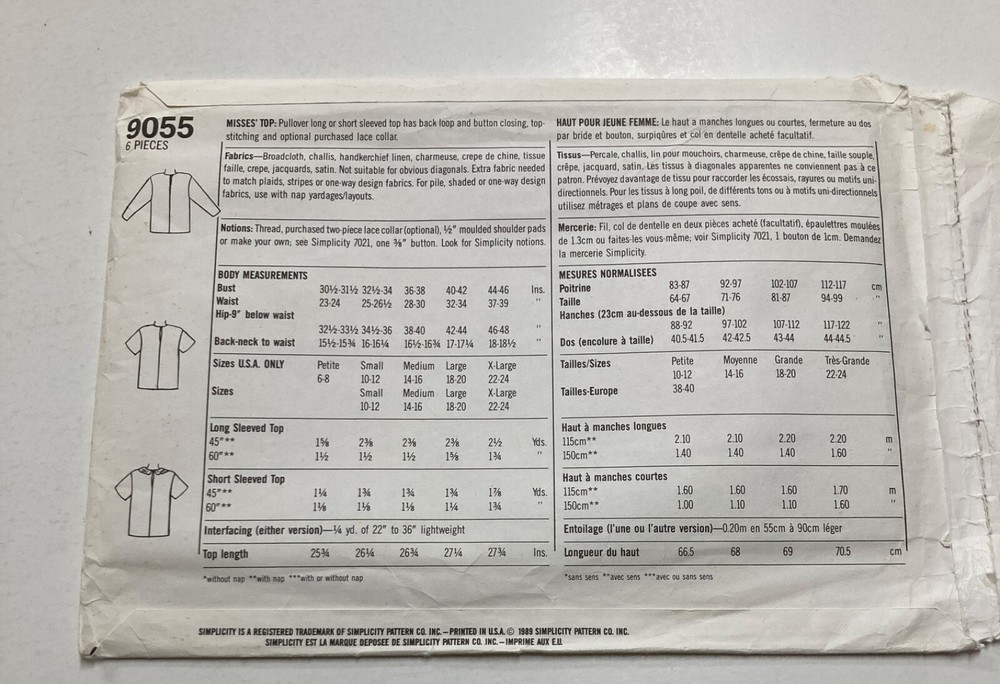 9055
6 PIECES
MISSES' TOP: Pullover long or short sleeved top has back loop and button closing, top-
stitching and optional purchased lace collar.
Fabrics—Broadcloth, challis, handkerchief linen, charmeuse, crepe de chine, tissue
faille, crepe, jacquards, satin. Not suitable for obvious diagonals. Extra fabric needed
to match plaids, stripes or one-way design fabrics. For pile, shaded or one-way design
fabrics, use with nap yardages/layouts.
Notions: Thread, purchased two-piece lace collar (optional), ½" moulded shoulder pads
or make your own; see Simplicity 7021, one ⅜" button. Look for Simplicity notions.
BODY MEASUREMENTS
Bust 30½-31½ 32½-34 36-38 40-42 44-46 Ins.
Waist 23-24 25-26½ 28-30 32-34 37-39 "
Hip-9" below waist
32½-33½ 34½-36 38-40 42-44 46-48 "
Back-neck to waist 15½-15¾ 16-16¼ 16½-16¾ 17-17¼ 18-18½ "
Sizes U.S.A. ONLY Petite Small Medium Large X-Large
6-8 10-12 14-16 18-20 22-24
Sizes Small Medium Large X-Large
10-12 14-16 18-20 22-24
Long Sleeved Top
45"** 1⅝ 2⅜ 2⅜ 2⅜ 2½ Yds.
60"** 1½ 1½ 1½ 1⅝ 1¾ "
Short Sleeved Top
45"** 1¼ 1¾ 1¾ 1¾ 1⅞ Yds.
60"** 1⅛ 1⅛ 1⅛ 1¼ 1¾ "
Interfacing (either version)—¼ yd. of 22" to 36" lightweight
Top length 25¾ 26¼ 26¾ 27¼ 27¾ Ins.
*without nap **with nap ***with or without nap
HAUT POUR JEUNE FEMME: Le haut a manches longues ou courtes, fermeture au dos
par bride et bouton, surpiqûres et col en dentelle acheté facultatif.
Tissus—Percale, challis, lin pour mouchoirs, charmeuse, crêpe de chine, faille souple,
crêpe, jacquard, satin. Les tissus à diagonales apparentes ne conviennent pas à ce
patron. Prévoyez davantage de tissu pour raccorder les écossais, rayures ou motifs uni-
directionnels. Pour les tissus à long poil, de différents tons ou à motifs uni-directionnels
utilisez métrages et plans de coupe avec sens.
Mercerie: Fil, col de dentelle en deux pièces acheté (facultatif), épaulettres moulées
de 1.3cm ou faites-les vous-même; voir Simplicity 7021, 1 bouton de 1cm. Demandez
la mercerie Simplicity.
MESURES NORMALISEES
Poitrine 83-87 92-97 102-107 112-117 cm
Taille 64-67 71-76 81-87 94-99 "
Hanches (23cm au-dessous de la taille)
88-92 97-102 107-112 117-122 "
Dos (encolure à taille) 40.5-41.5 42-42.5 43-44 44-44.5 "
Tailles/Sizes Petite Moyenne Grande Très-Grande
10-12 14-16 18-20 22-24
Tailles-Europe 38-40
Haut à manches longues
115cm** 2.10 2.10 2.20 2.20 m
150cm** 1.40 1.40 1.40 1.60 "
Haut à manches courtes
115cm** 1.60 1.60 1.60 1.70 m
150cm** 1.00 1.10 1.10 1.60 "
Entoilage (l'une ou l'autre version)—0.20m en 55cm à 90cm léger
Longueur du haut 66.5 68 69 70.5 cm
*sans sens **avec sens ***avec ou sans sens
SIMPLICITY IS A REGISTERED TRADEMARK OF SIMPLICITY PATTERN CO. INC.—PRINTED IN U.S.A. © 1989 SIMPLICITY PATTERN CO. INC.
SIMPLICITY EST LA MARQUE DEPOSEE DE SIMPLICITY PATTERN CO. INC.—IMPRIME AUX E.U.